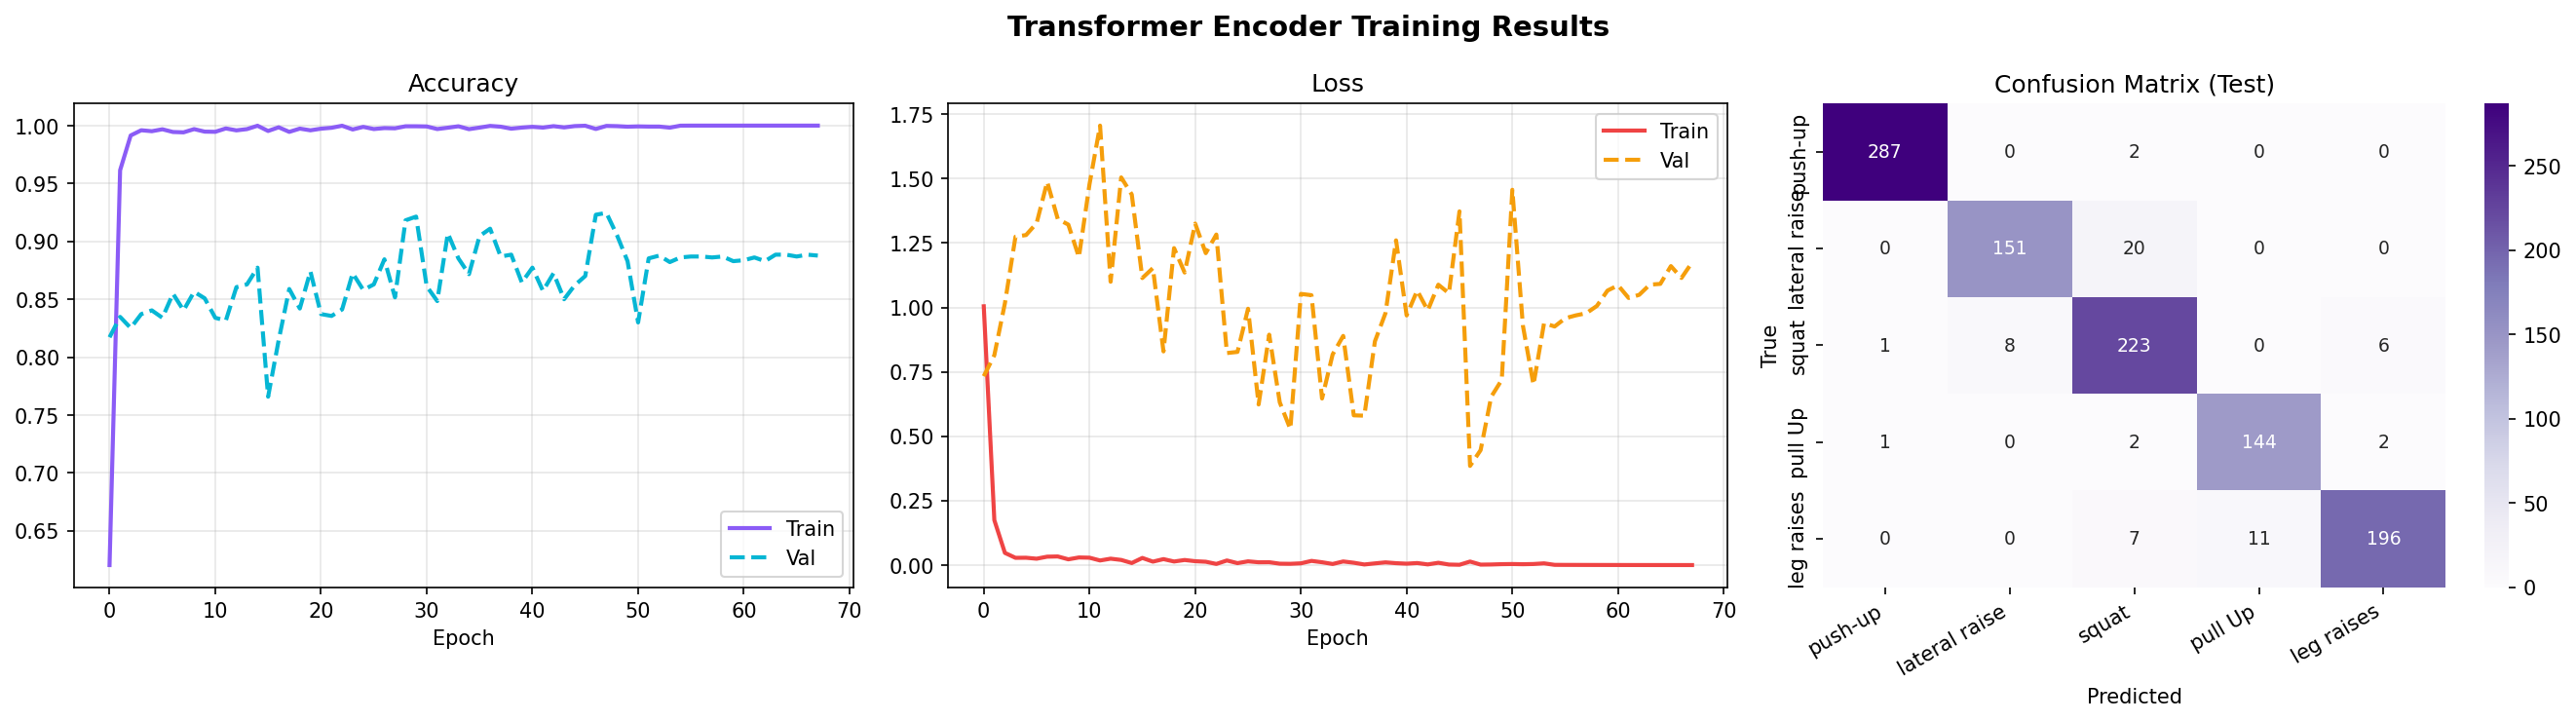 Transformer Encoder Training Results
Accuracy
1.00
0.95
0.90
0.85
0.80
0.75
0.70
0.65
Train
Val
0 10 20 30 40 50 60 70
Epoch
Loss
1.75
1.50
1.25
1.00
0.75
0.50
0.25
0.00
Train
Val
0 10 20 30 40 50 60 70
Epoch
Confusion Matrix (Test)
True
push-up
lateral raise
squat
pull Up
leg raises
287 0 2 0 0
0 151 20 0 0
1 8 223 0 6
1 0 2 144 2
0 0 7 11 196
push-up
lateral raise
squat
pull Up
leg raises
Predicted
250
200
150
100
50
0